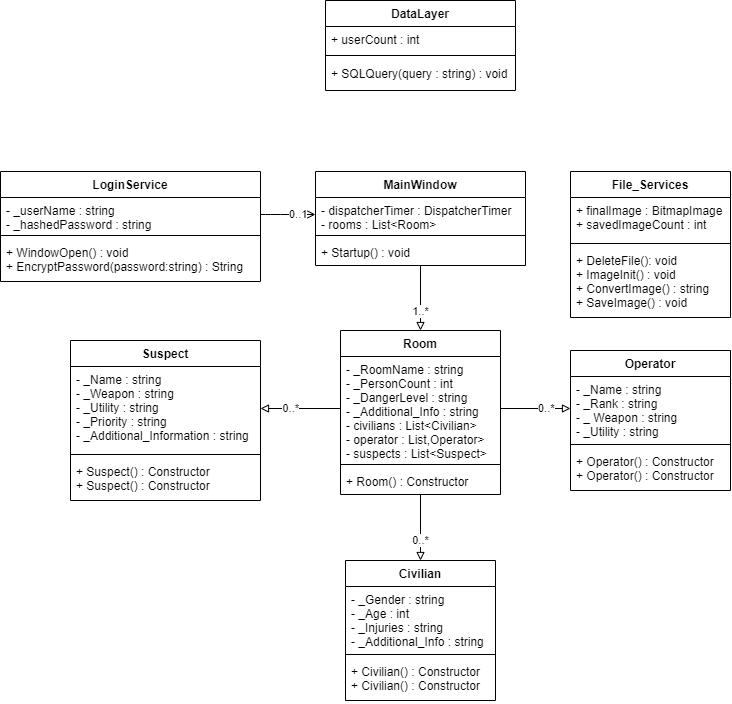 DataLayer
+ userCount : int
+ SQLQuery(query : string) : void
LoginService
- _userName : string
- _hashedPassword : string
+ WindowOpen() : void
+ EncryptPassword(password:string) : String
0..1
MainWindow
- dispatcherTimer : DispatcherTimer
- rooms : List<Room>
+ Startup() : void
File_Services
+ finalImage : BitmapImage
+ savedImageCount : int
+ DeleteFile(): void
+ ImageInit() : void
+ ConvertImage() : string
+ SaveImage() : void
1..*
Suspect
- _Name : string
- _Weapon : string
- _Utility : string
- _Priority : string
- _Additional_Information : string
+ Suspect() : Constructor
+ Suspect() : Constructor
0..*
Room
- _RoomName : string
- _PersonCount : int
- _DangerLevel : string
- _Additional_Info : string
- civilians : List<Civilian>
- operator : List,Operator>
- suspects : List<Suspect>
+ Room() : Constructor
0..*
Operator
- _Name : string
- _Rank : string
- _ Weapon : string
- _Utility : string
+ Operator() : Constructor
+ Operator() : Constructor
0..*
Civilian
- _Gender : string
- _Age : int
- _Injuries : string
- _Additional_Info : string
+ Civilian() : Constructor
+ Civilian() : Constructor